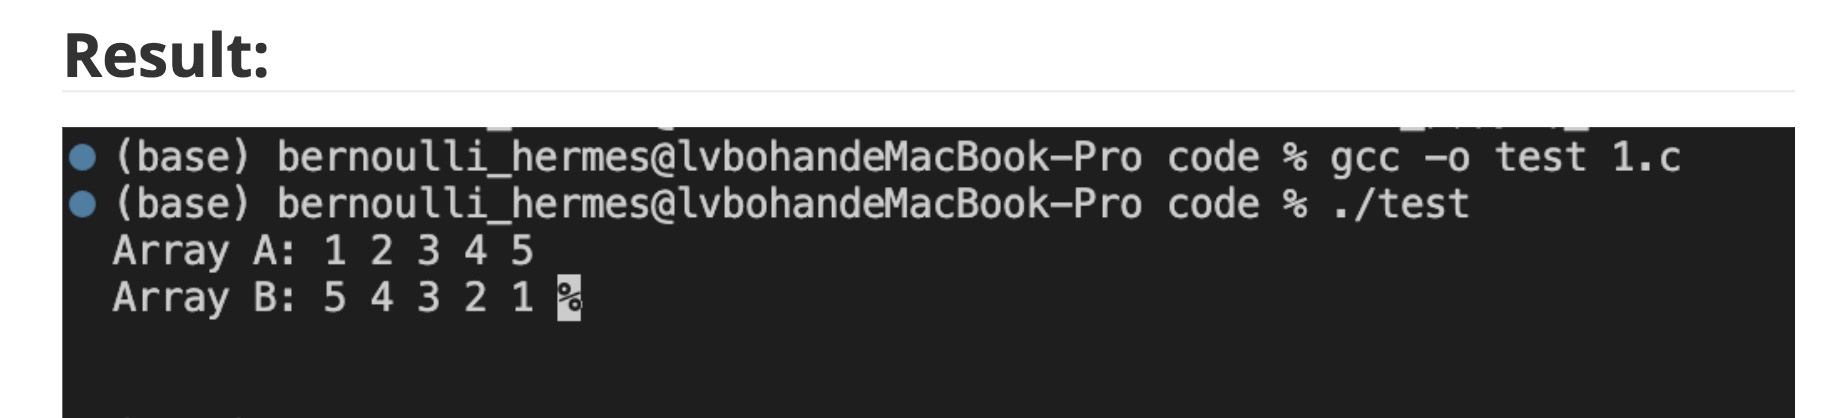 Result:
(base) bernoulli_hermes@lvbohandeMacBook-Pro code % gcc -o test 1.c
(base) bernoulli_hermes@lvbohandeMacBook-Pro code % ./test
Array A: 1 2 3 4 5
Array B: 5 4 3 2 1 %